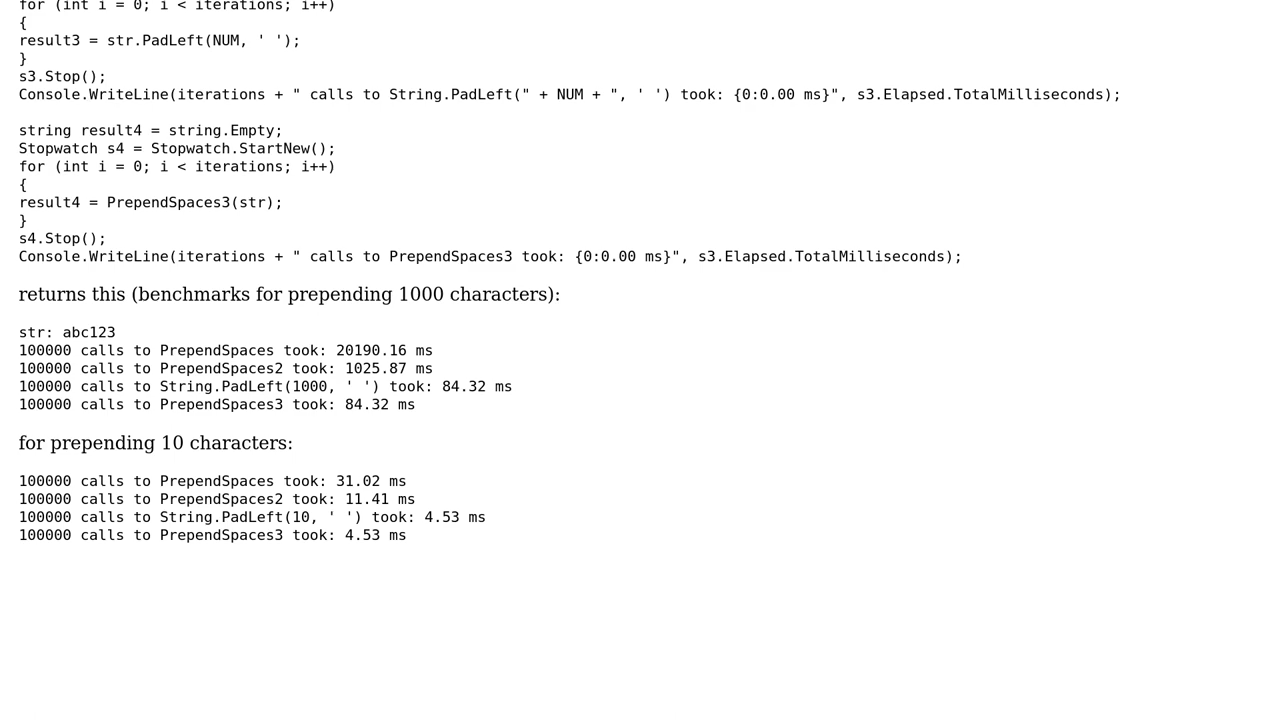 for (int i = 0; i < iterations; i++)
{
result3 = str.PadLeft(NUM, ' ');
}
s3.Stop();
Console.WriteLine(iterations + " calls to String.PadLeft(" + NUM + ", ' ') took: {0:0.00 ms}", s3.Elapsed.TotalMilliseconds);
string result4 = string.Empty;
Stopwatch s4 = Stopwatch.StartNew();
for (int i = 0; i < iterations; i++)
{
result4 = PrependSpaces3(str);
}
s4.Stop();
Console.WriteLine(iterations + " calls to PrependSpaces3 took: {0:0.00 ms}", s3.Elapsed.TotalMilliseconds);
returns this (benchmarks for prepending 1000 characters):
str: abc123
100000 calls to PrependSpaces took: 20190.16 ms
100000 calls to PrependSpaces2 took: 1025.87 ms
100000 calls to String.PadLeft(1000, ' ') took: 84.32 ms
100000 calls to PrependSpaces3 took: 84.32 ms
for prepending 10 characters:
100000 calls to PrependSpaces took: 31.02 ms
100000 calls to PrependSpaces2 took: 11.41 ms
100000 calls to String.PadLeft(10, ' ') took: 4.53 ms
100000 calls to PrependSpaces3 took: 4.53 ms